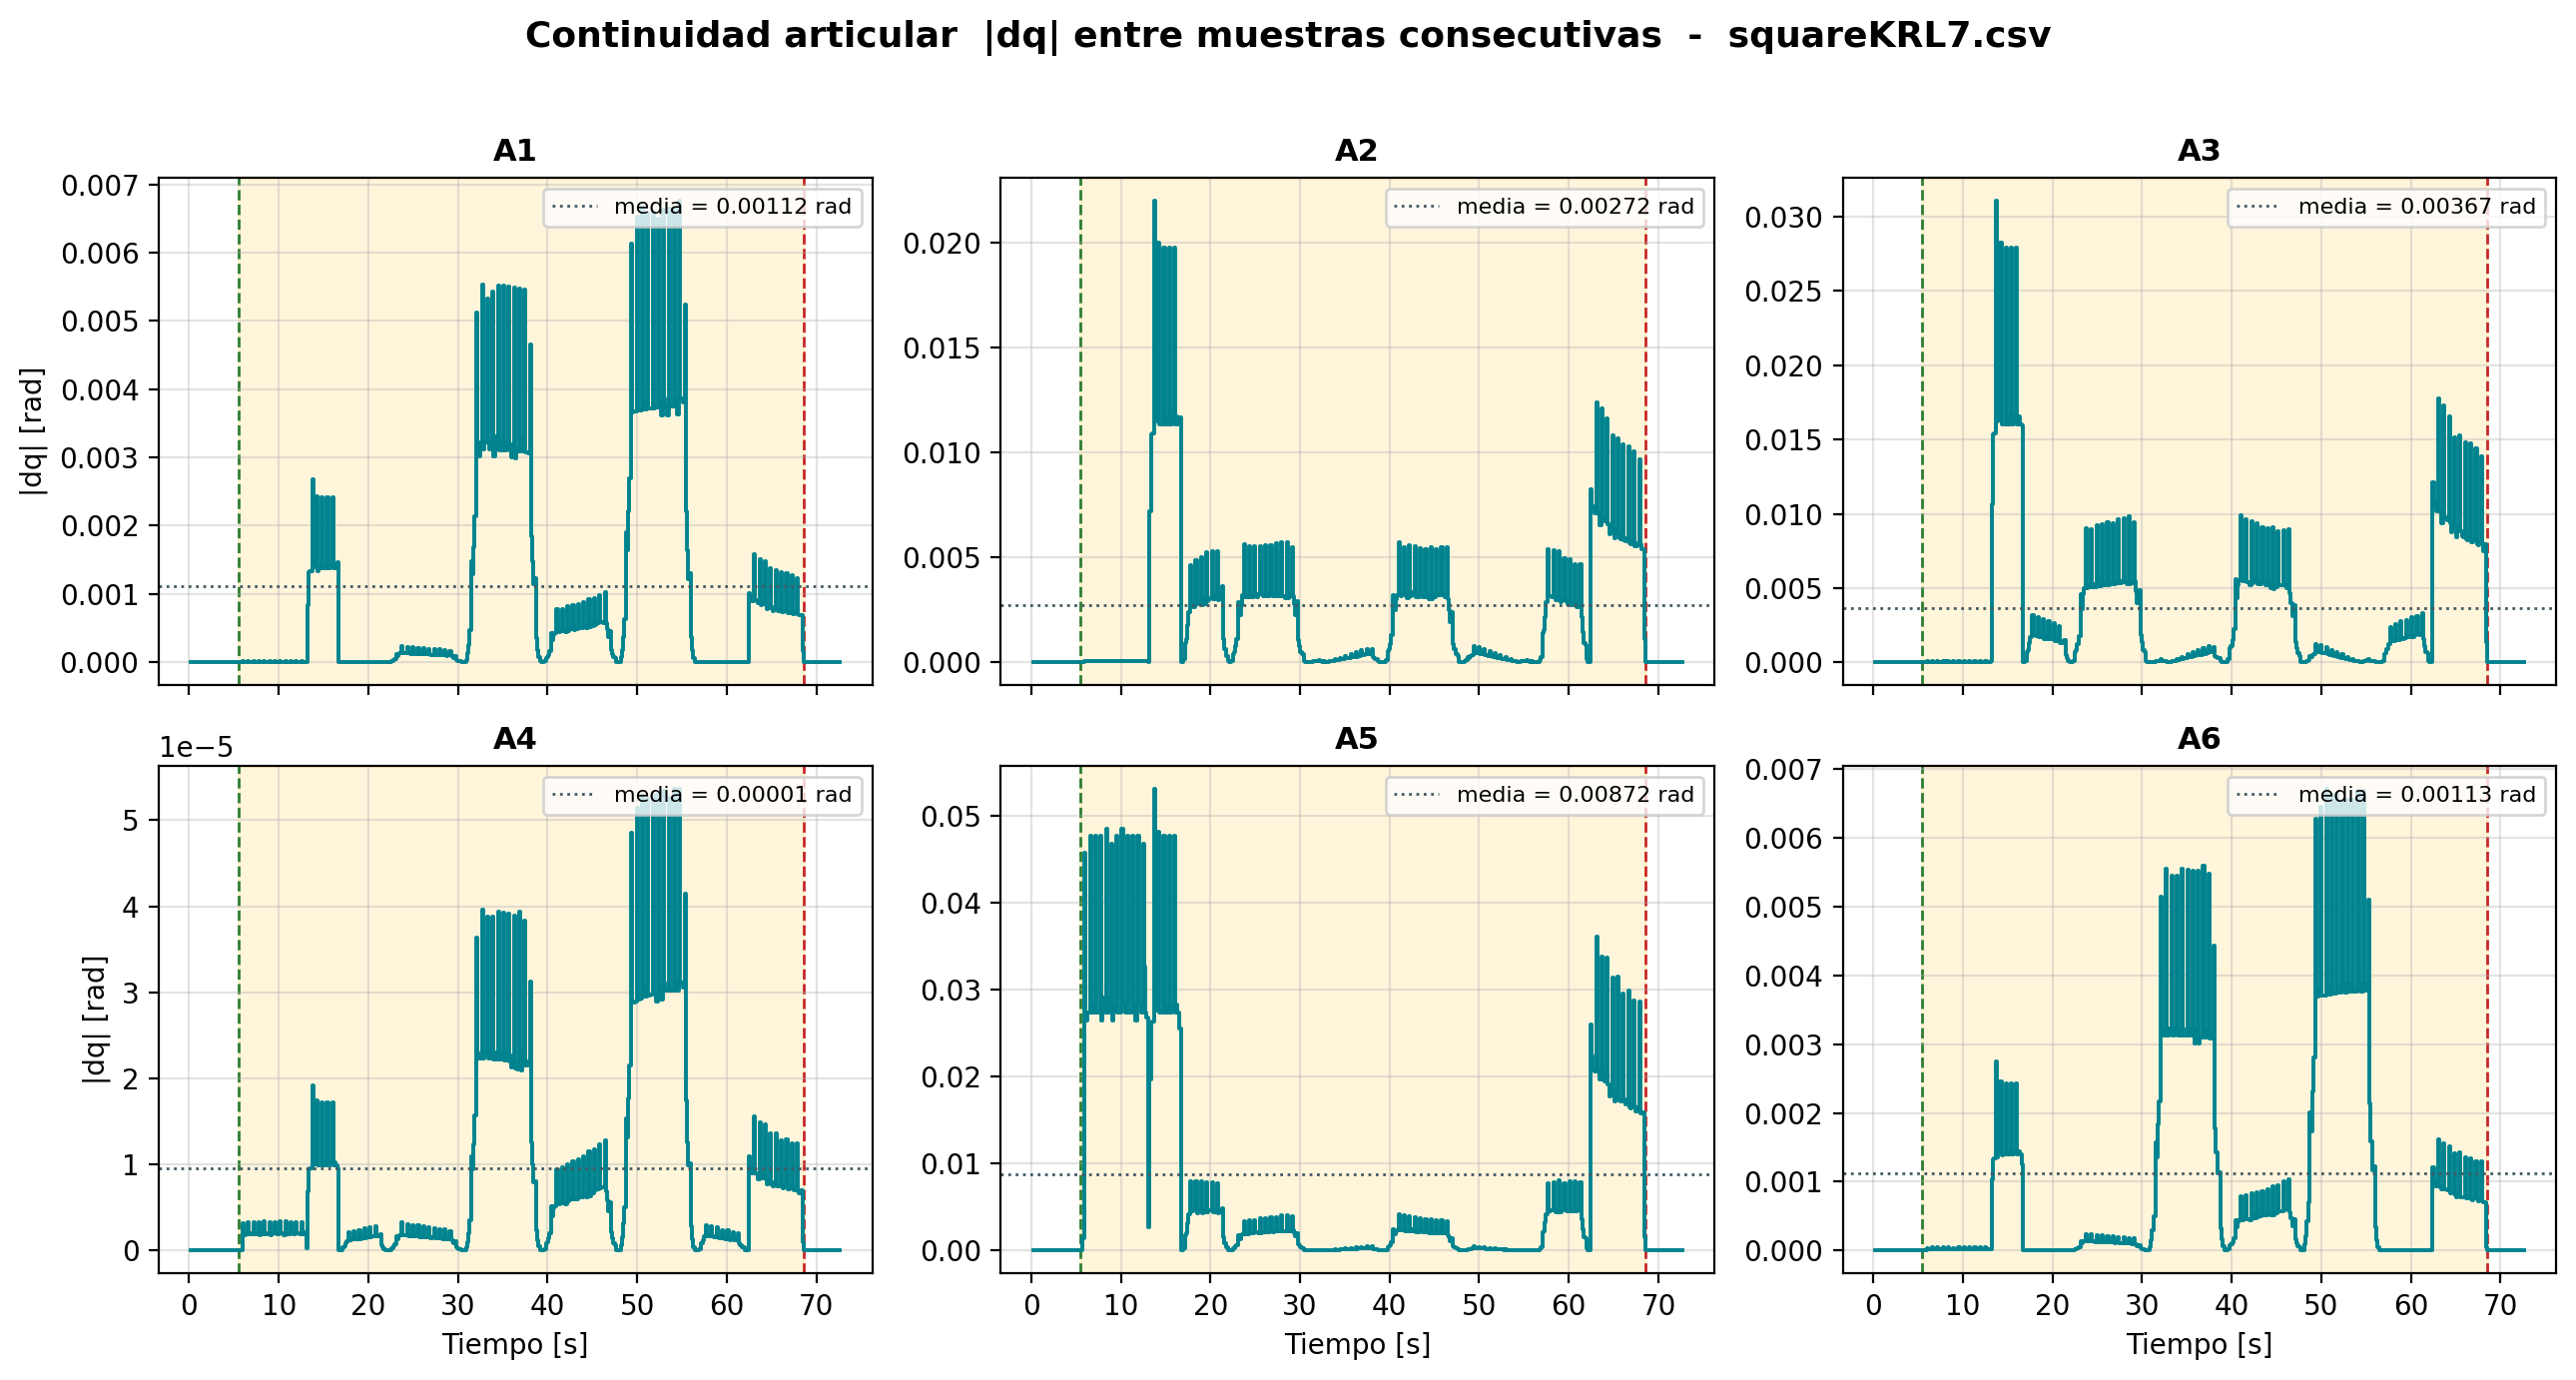 Continuidad articular  |dq| entre muestras consecutivas  -  squareKRL7.csv
A1
0.007
0.006
0.005
0.004
0.003
0.002
0.001
0.000
|dq| [rad]
media = 0.00112 rad
A2
0.020
0.015
0.010
0.005
0.000
media = 0.00272 rad
A3
0.030
0.025
0.020
0.015
0.010
0.005
0.000
media = 0.00367 rad
A4
1e−5
5
4
3
2
1
0
|dq| [rad]
media = 0.00001 rad
0 10 20 30 40 50 60 70
Tiempo [s]
A5
0.05
0.04
0.03
0.02
0.01
0.00
media = 0.00872 rad
0 10 20 30 40 50 60 70
Tiempo [s]
A6
0.007
0.006
0.005
0.004
0.003
0.002
0.001
0.000
media = 0.00113 rad
0 10 20 30 40 50 60 70
Tiempo [s]